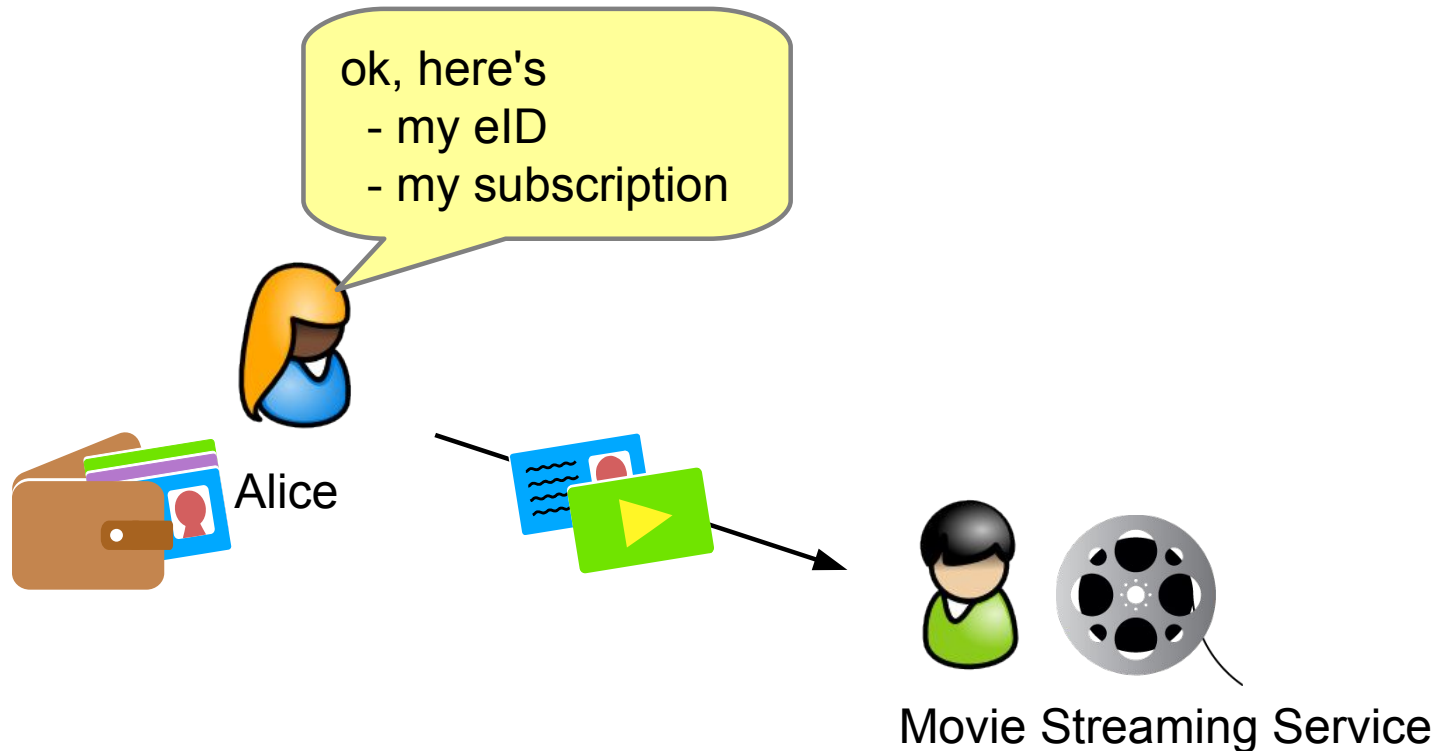 ok, here's
- my eID
- my subscription
Alice
Movie Streaming Service